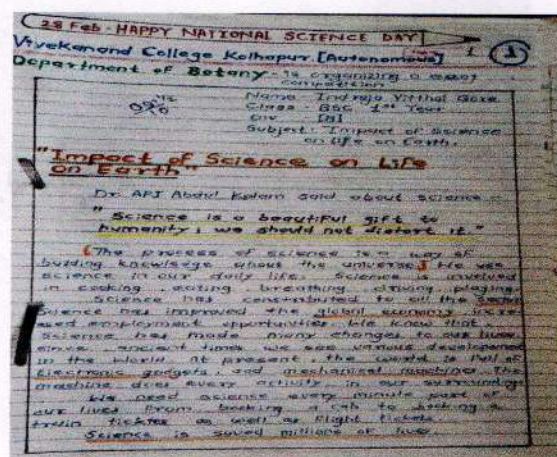 28 Feb - HAPPY NATIONAL SCIENCE DAY
1
Vivekanand College Kolhapur. [Autonomous]
Department of Botany - is organizing a essay
competition
Name - Indraja Vitthal Gore
Class - BSC 1st Year
Div - [B]
Subject - Impact of Science
on life on Earth.
"Impact of Science on Life
on Earth"
Dr. APJ Abdul Kalam said about science -
"Science is a beautiful gift to
humanity; we should not distort it."
(The process of science is a way of
building knowledge about the universe.) We use
science in our daily life. Science is involved
in cooking, eating, breathing, driving, playing.
Science has contributed to all the
Science has improved the global economy incre-
ased employment opportunities. We know that
Science has made many changes to our lives
since ancient times. We see various
in the world. At present, the world is full of
Electronic gadgets, and mechanical machines. The
machine does every activity in our surrounding
We need science every minute part of
our lives from booking a cab to booking a
train as well as flight tickets.
Science is saved millions of lives.